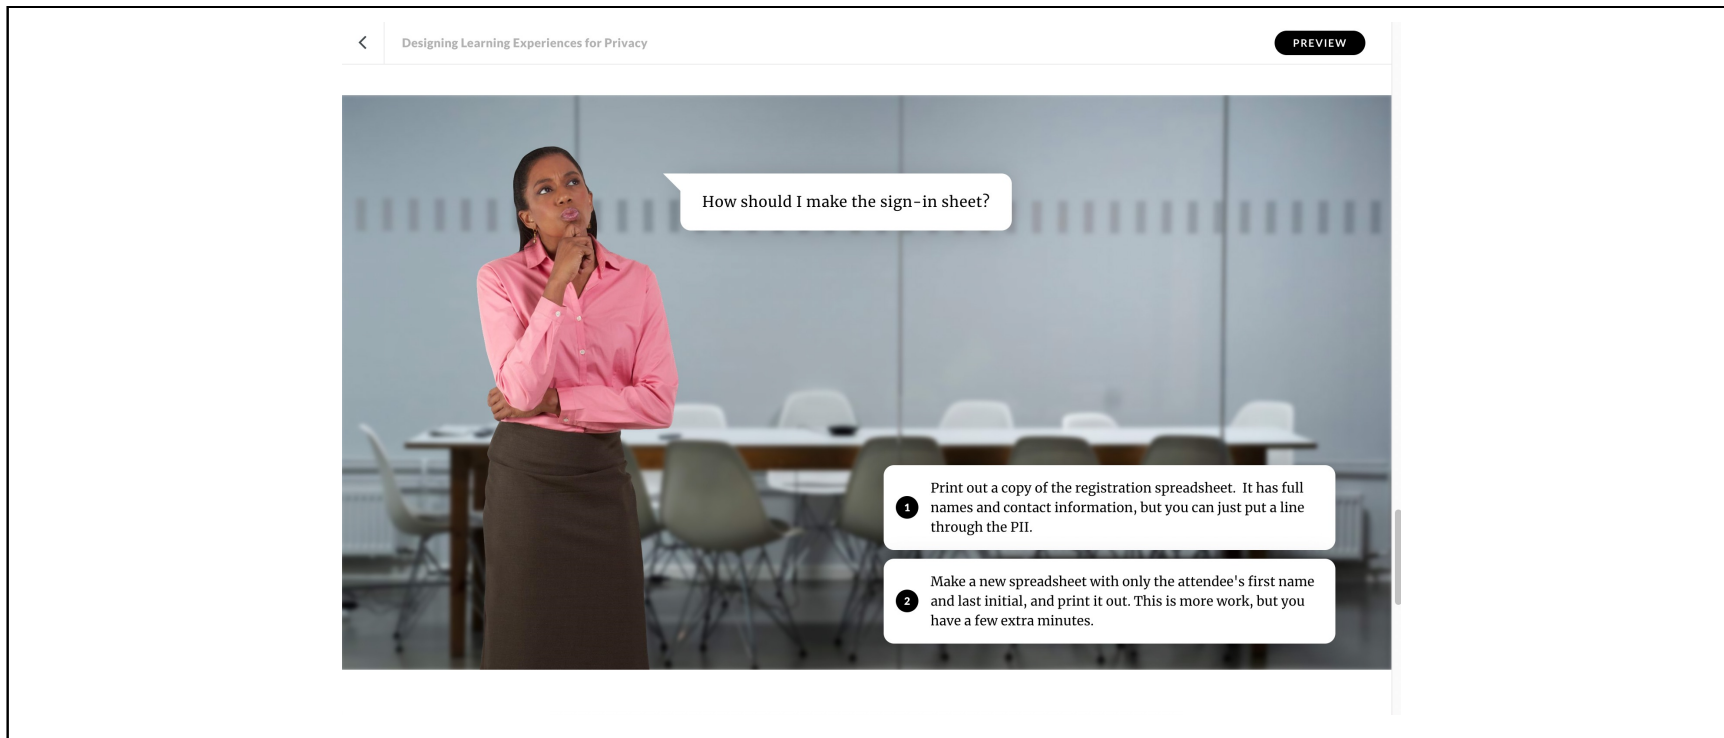 Designing Learning Experiences for Privacy
PREVIEW
How should I make the sign-in sheet?
1
Print out a copy of the registration spreadsheet.  It has full
names and contact information, but you can just put a line
through the PII.
2
Make a new spreadsheet with only the attendee's first name
and last initial, and print it out. This is more work, but you
have a few extra minutes.